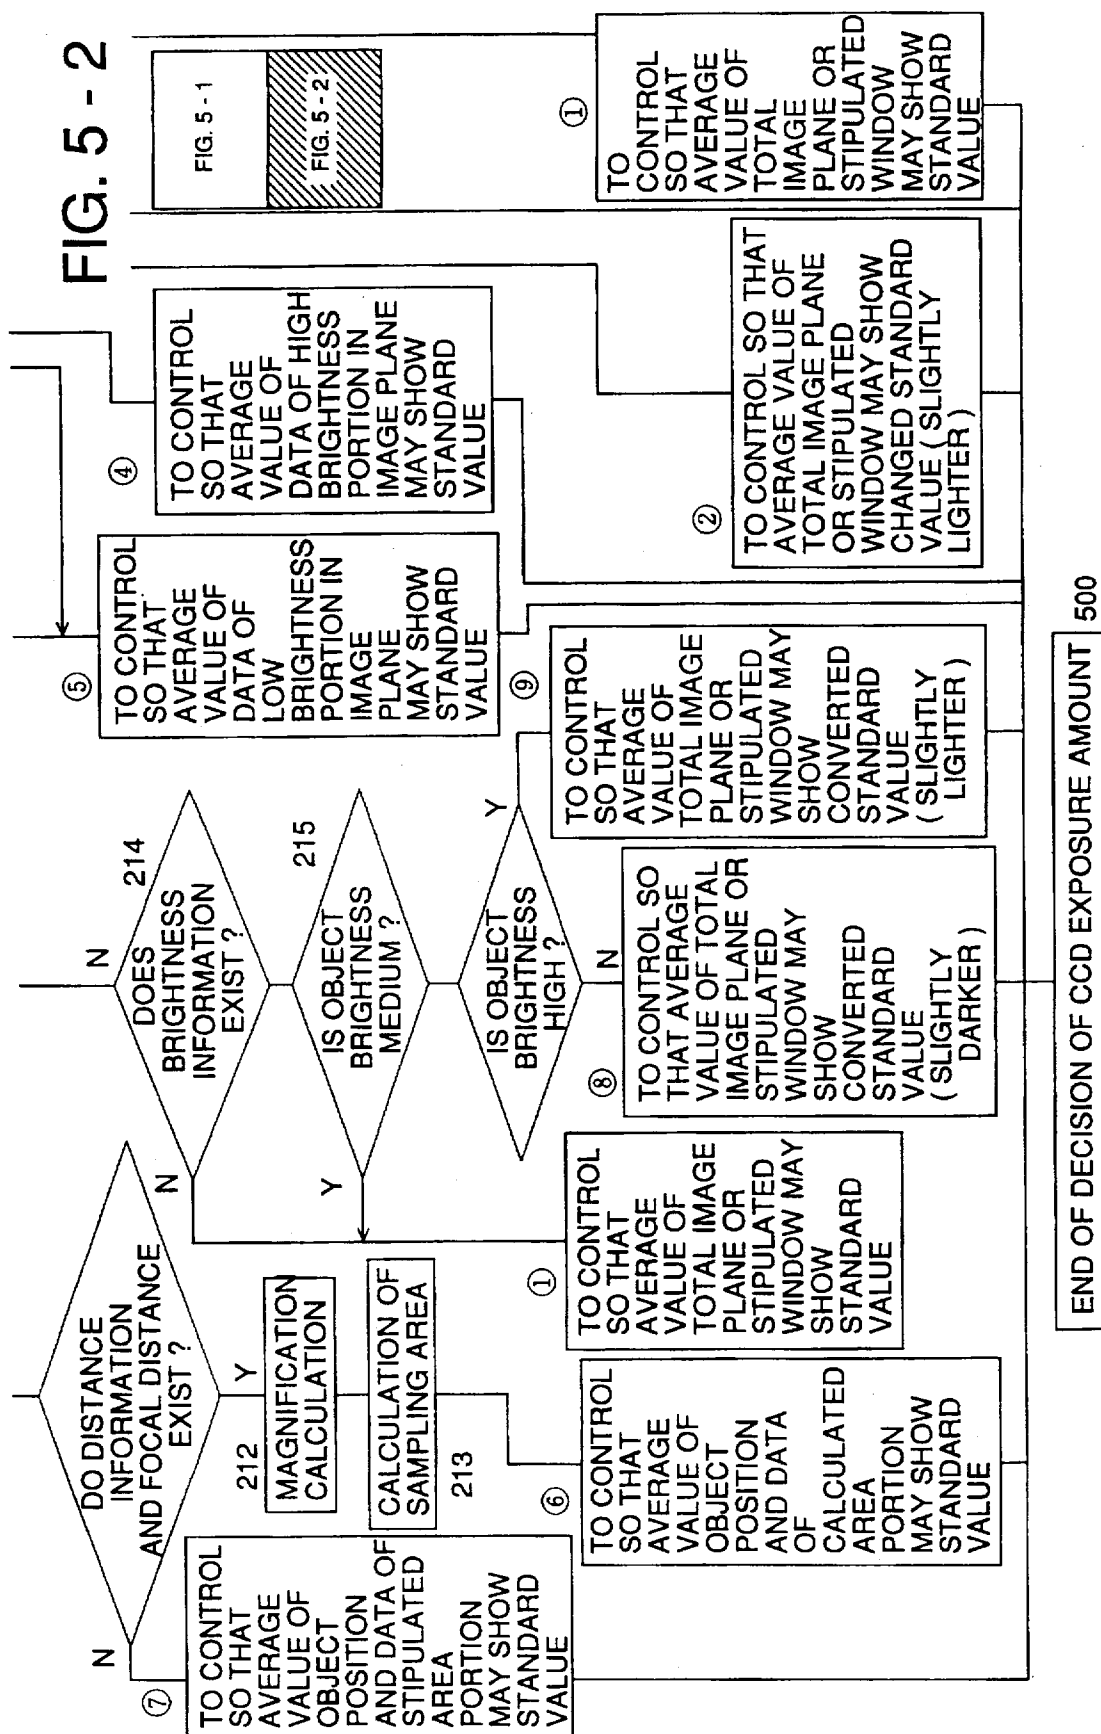 FIG. 5 - 2
FIG. 5 - 1
FIG. 5 - 2
DO DISTANCE
INFORMATION
AND FOCAL DISTANCE
EXIST ?
N
Y
212
MAGNIFICATION
CALCULATION
CALCULATION OF
SAMPLING AREA
213
⑦
TO CONTROL
SO THAT
AVERAGE
VALUE OF
OBJECT
POSITION
AND DATA OF
STIPULATED
AREA
PORTION
MAY SHOW
STANDARD
VALUE
⑥
TO CONTROL
SO THAT
AVERAGE
VALUE OF
OBJECT
POSITION
AND DATA
OF
CALCULATED
AREA
PORTION
MAY SHOW
STANDARD
VALUE
N
214
DOES
BRIGHTNESS
INFORMATION
EXIST ?
N
215
IS OBJECT
BRIGHTNESS
MEDIUM ?
Y
IS OBJECT
BRIGHTNESS
HIGH ?
Y
N
①
TO CONTROL
SO THAT
AVERAGE
VALUE OF
TOTAL IMAGE
PLANE OR
STIPULATED
WINDOW MAY
SHOW
STANDARD
VALUE
⑧
TO CONTROL SO
THAT AVERAGE
VALUE OF TOTAL
IMAGE PLANE OR
STIPULATED
WINDOW MAY
SHOW
CONVERTED
STANDARD
VALUE
( SLIGHTLY
DARKER )
⑨
TO CONTROL
SO THAT
AVERAGE
VALUE OF
TOTAL IMAGE
PLANE OR
STIPULATED
WINDOW MAY
SHOW
CONVERTED
STANDARD
VALUE
( SLIGHTLY
LIGHTER )
⑤
TO CONTROL
SO THAT
AVERAGE
VALUE OF
DATA OF
LOW
BRIGHTNESS
PORTION IN
IMAGE
PLANE
MAY SHOW
STANDARD
VALUE
④
TO CONTROL
SO THAT
AVERAGE
VALUE OF
DATA OF HIGH
BRIGHTNESS
PORTION IN
IMAGE PLANE
MAY SHOW
STANDARD
VALUE
②
TO CONTROL SO THAT
AVERAGE VALUE OF
TOTAL IMAGE PLANE
OR STIPULATED
WINDOW MAY SHOW
CHANGED STANDARD
VALUE ( SLIGHTLY
LIGHTER )
①
TO
CONTROL
SO THAT
AVERAGE
VALUE OF
TOTAL
IMAGE
PLANE OR
STIPULATED
WINDOW
MAY SHOW
STANDARD
VALUE
END OF DECISION OF CCD EXPOSURE AMOUNT
500